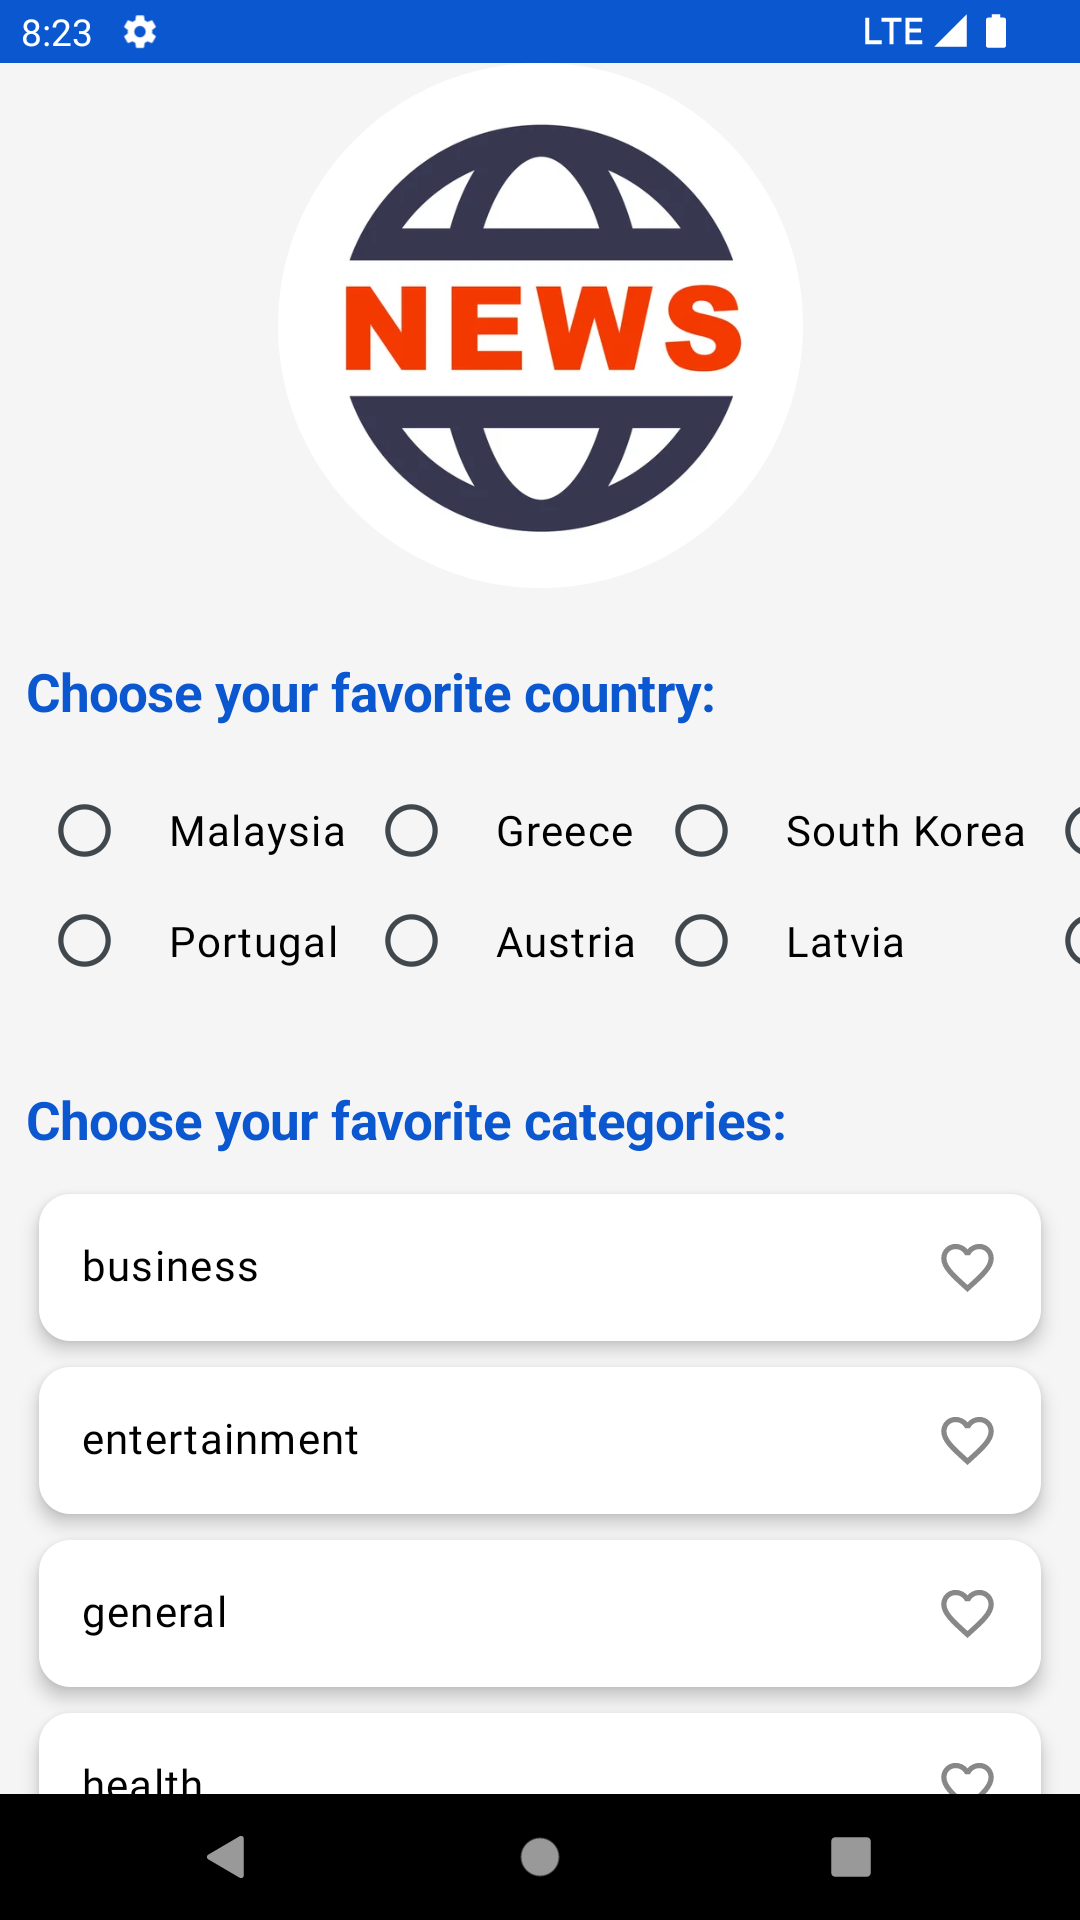 8:23 LTE
NEWS
Choose your favorite country:
Malaysia Greece South Korea
Portugal Austria Latvia
Choose your favorite categories:
business
entertainment
general
health